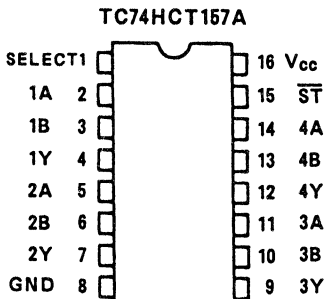 TC74HCT157A
SELECT1 16 Vcc
1A 2 15 ST
1B 3 14 4A
1Y 4 13 4B
2A 5 12 4Y
2B 6 11 3A
2Y 7 10 3B
GND 8 9 3Y